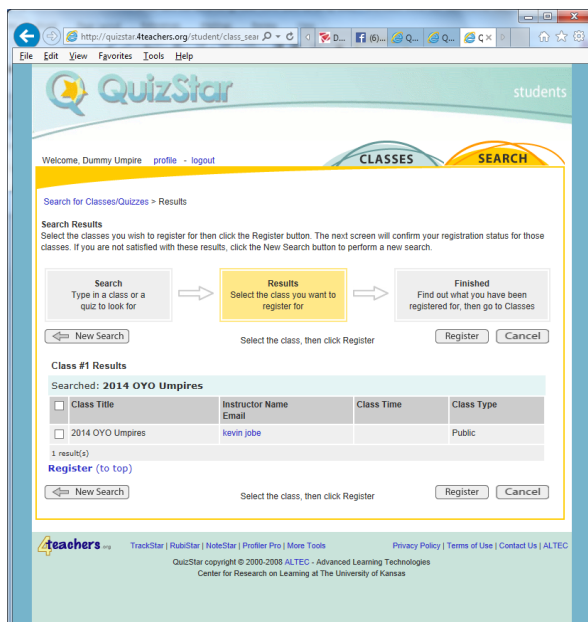 http://quizstar.4teachers.org/student/class_sear
D...
(6)...
Q...
Q...
Q
File Edit View Favorites Tools Help
QuizStar
students
Welcome, Dummy Umpire profile - logout
CLASSES
SEARCH
Search for Classes/Quizzes > Results
Search Results
Select the classes you wish to register for then click the Register button. The next screen will confirm your registration status for those
classes. If you are not satisfied with these results, click the New Search button to perform a new search.
Search
Type in a class or a
quiz to look for
Results
Select the class you want to
register for
Finished
Find out what you have been
registered for, then go to Classes
New Search
Select the class, then click Register
Register
Cancel
Class #1 Results
Searched: 2014 OYO Umpires
Class Title
Instructor Name
Email
Class Time
Class Type
2014 OYO Umpires
kevin jobe
Public
1 result(s)
Register (to top)
New Search
Select the class, then click Register
Register
Cancel
4teachers.org
TrackStar | RubiStar | NoteStar | Profiler Pro | More Tools
Privacy Policy | Terms of Use | Contact Us | ALTEC
QuizStar copyright © 2000-2008 ALTEC - Advanced Learning Technologies
Center for Research on Learning at The University of Kansas